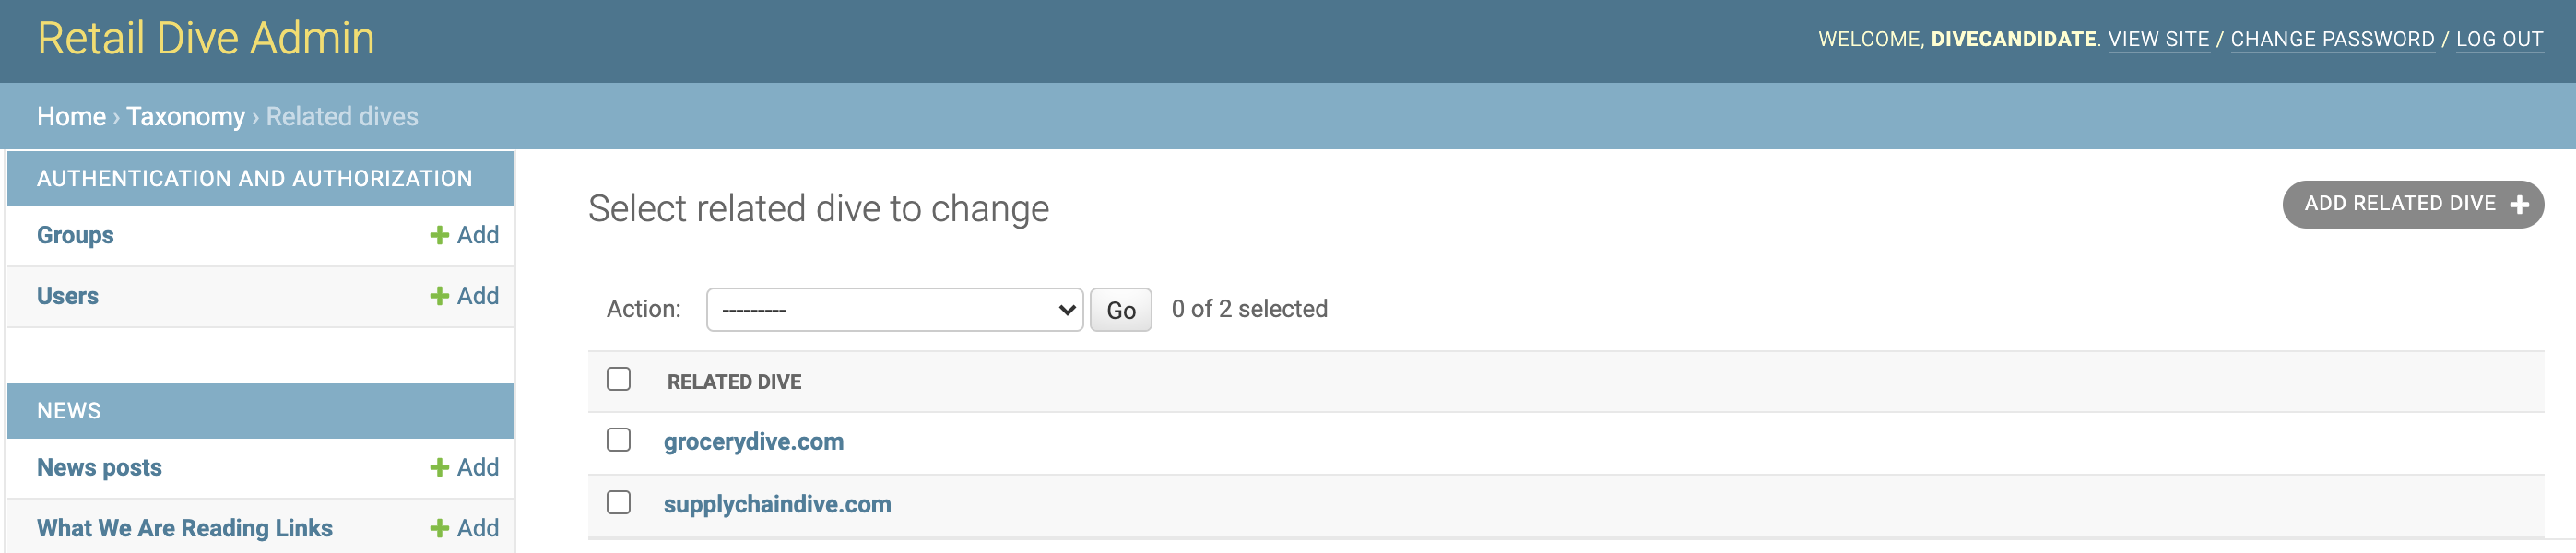 Retail Dive Admin
WELCOME, DIVECANDIDATE. VIEW SITE / CHANGE PASSWORD / LOG OUT
Home › Taxonomy › Related dives
AUTHENTICATION AND AUTHORIZATION
Groups
Add
Users
Add
NEWS
News posts
Add
What We Are Reading Links
Add
Select related dive to change
ADD RELATED DIVE
Action: --------- Go 0 of 2 selected
RELATED DIVE
grocerydive.com
supplychaindive.com